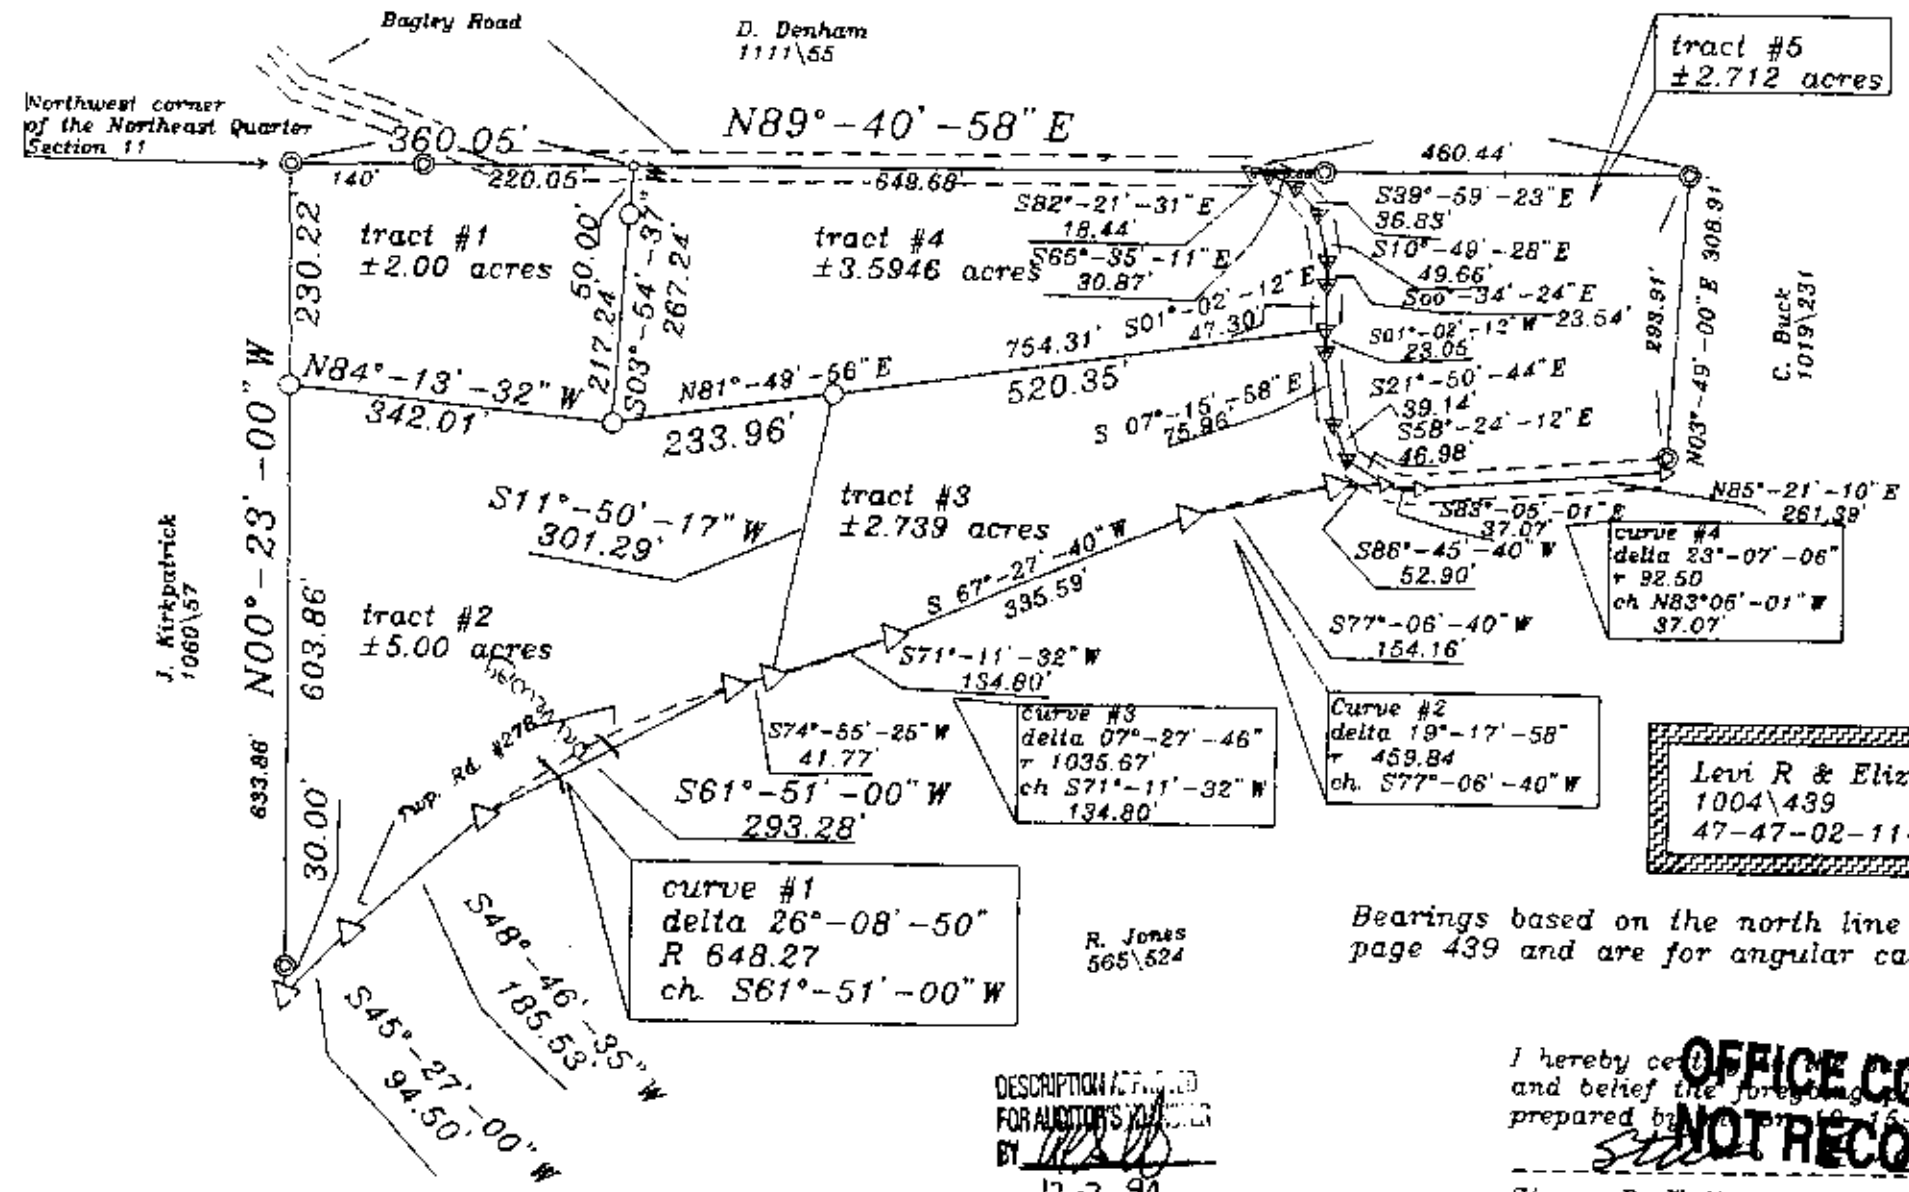 Bagley Road
D. Denham
1111\55
tract #5
±2.712 acres
Northwest corner
of the Northeast Quarter
Section 11
360.05'
N89°-40'-58" E
460.44'
140'
220.05'
649.68'
230.22'
tract #1
±2.00 acres
50.00'
217.24'
S03°-54'-37" W
267.24'
tract #4
±3.5946 acres
S82°-21'-31" E
18.44'
S65°-35'-11" E
30.87'
S39°-59'-23" E
36.83'
S10°-49'-28" E
49.66'
S00°-34'-24" E
23.54'
S01°-02'-12" E
47.30'
S01°-02'-12" W
23.05'
S21°-50'-44" E
39.14'
S58°-24'-12" E
46.98'
S 07°-15'-58" E
75.96'
293.91'
N03°-49'-00" E 308.91'
C. Buck
1019\231
N84°-13'-32" W
342.01'
N81°-49'-56" E
233.96'
754.31'
520.35'
N00°-23'-00" W
603.86'
633.86'
30.00'
J. Kirkpatrick
1060\57
S11°-50'-17" W
301.29'
tract #3
±2.739 acres
tract #2
±5.00 acres
S 67°-27'-40" W
335.59'
N85°-21'-10" E
261.39'
S83°-05'-01" E
37.07'
S86°-45'-40" W
52.90'
curve #4
delta 23°-07'-06"
r 92.50
ch N83°06'-01" W
37.07'
S77°-06'-40" W
154.16'
S71°-11'-32" W
134.80'
Twp. Rd. #278
S74°-55'-25" W
41.77'
curve #3
delta 07°-27'-46"
r 1035.67'
ch S71°-11'-32" W
134.80'
Curve #2
delta 19°-17'-58"
r 459.84
ch. S77°-06'-40" W
S61°-51'-00" W
293.28'
curve #1
delta 26°-08'-50"
R 648.27
ch. S61°-51'-00" W
Levi R & Eliz
1004\439
47-47-02-11-
R. Jones
565\524
Bearings based on the north line
page 439 and are for angular ca
S48°-46'-35" W
185.53'
S45°-27'-00" W
94.50'
DESCRIPTION
FOR AUDITOR'S
BY
I hereby
and belief the foregoing
prepared by
OFFICE CO
NOT RECO